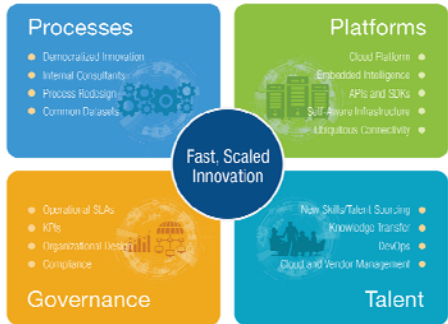 Processes
Democratized Innovation
Internal Consultants
Process Redesign
Common Datasets
Platforms
Cloud Platform
Embedded Intelligence
APIs and SDKs
Self-Aware Infrastructure
Ubiquitous Connectivity
Fast, Scaled
Innovation
Operational SLAs
KPIs
Organizational Design
Compliance
Governance
New Skills/Talent Sourcing
Knowledge Transfer
DevOps
Cloud and Vendor Management
Talent